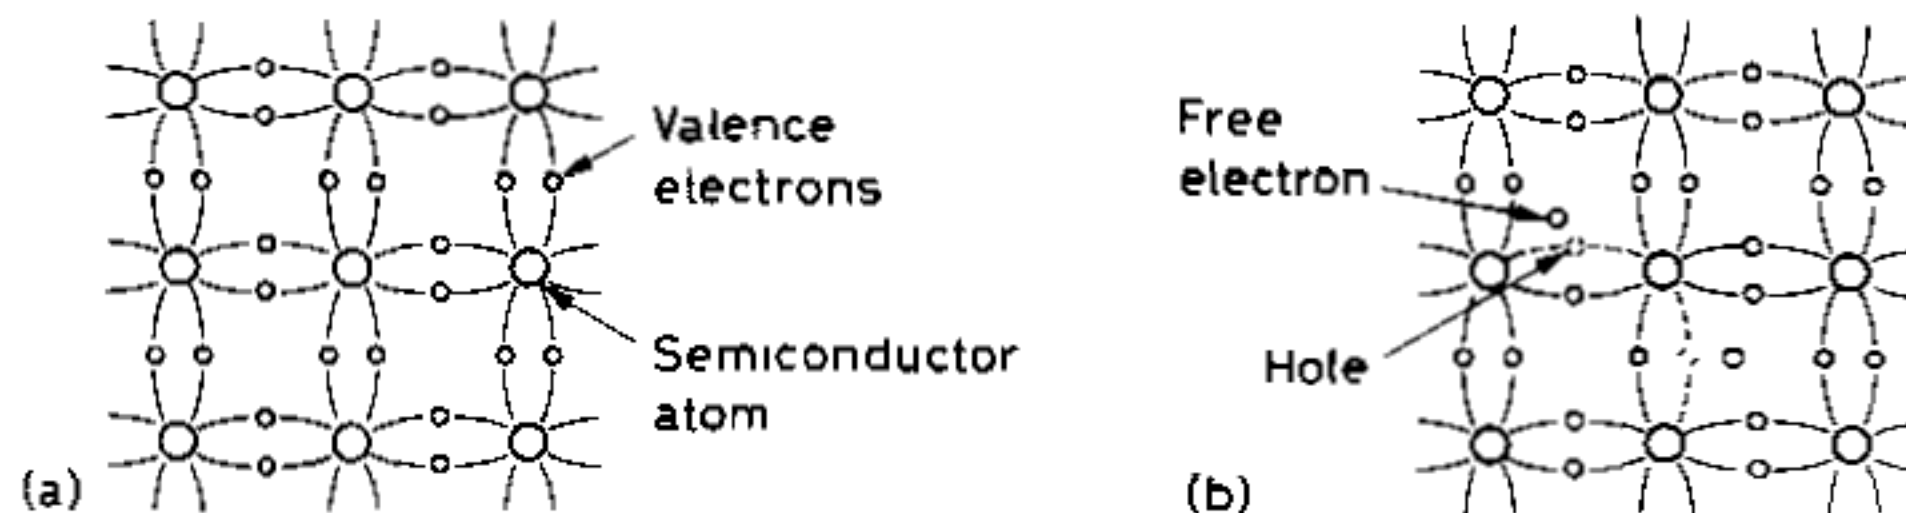 Valence
electrons
Semiconductor
atom
(a)
Free
electron
Hole
(b)